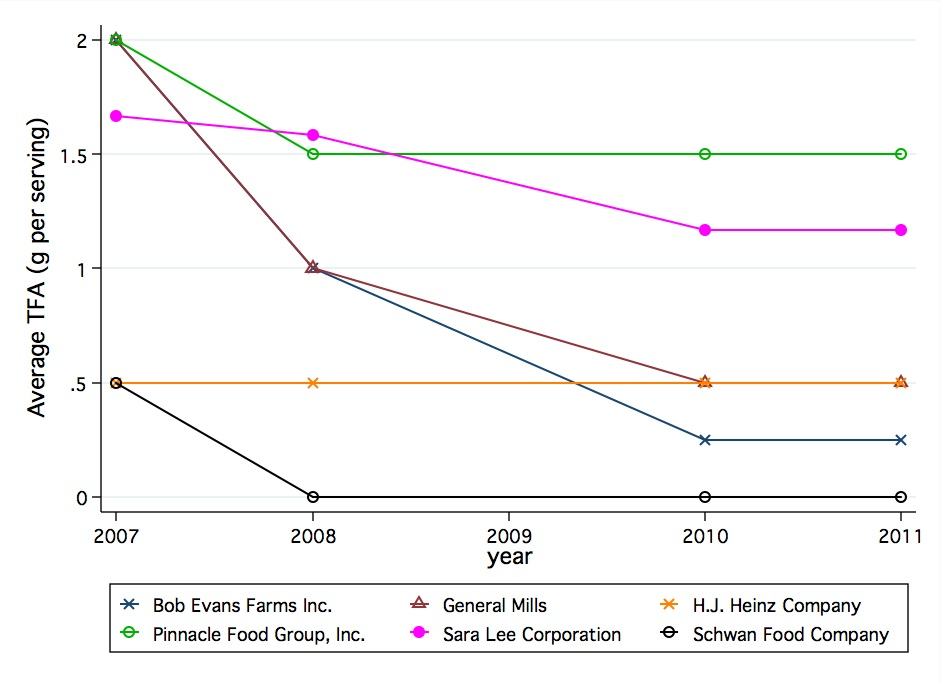 Average TFA (g per serving)
2
1.5
1
.5
0
2007 2008 2009 2010 2011
year
Bob Evans Farms Inc. General Mills H.J. Heinz Company
Pinnacle Food Group, Inc. Sara Lee Corporation Schwan Food Company